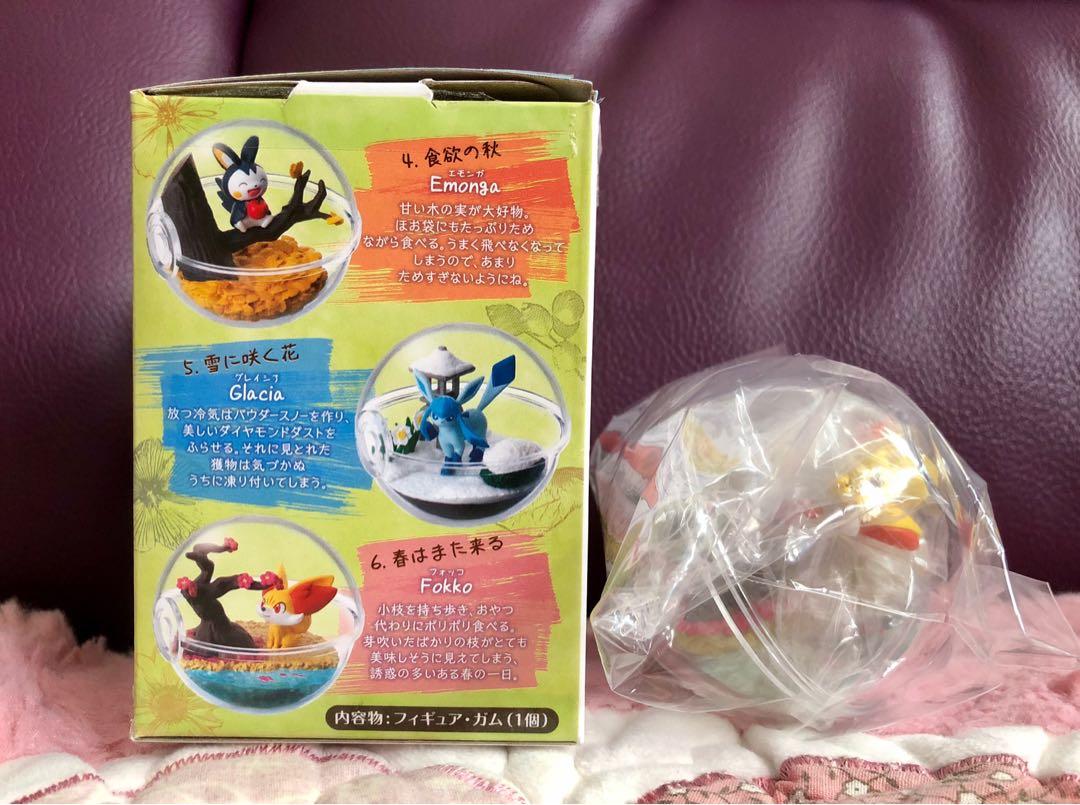 4. 食欲の秋
エモンガ
Emonga
甘い木の実が大好物。
ほお袋にもたっぷりため
ながら食べる。うまく飛べなくなって
しまうので、あまり
ためすぎないようにね。
5. 雪に咲く花
グレイシア
Glacia
放つ冷気はパウダースノーを作り、
美しいダイヤモンドダストを
ふらせる。それに見とれた
獲物は気づかぬ
うちに凍り付いてしまう。
6. 春はまた来る
フォッコ
Fokko
小枝を持ち歩き、おやつ
代わりにポリポリ食べる。
芽吹いたばかりの枝がとても
美味しそうに見えてしまう、
誘惑の多いある春の一日。
内容物：フィギュア・ガム（1個）